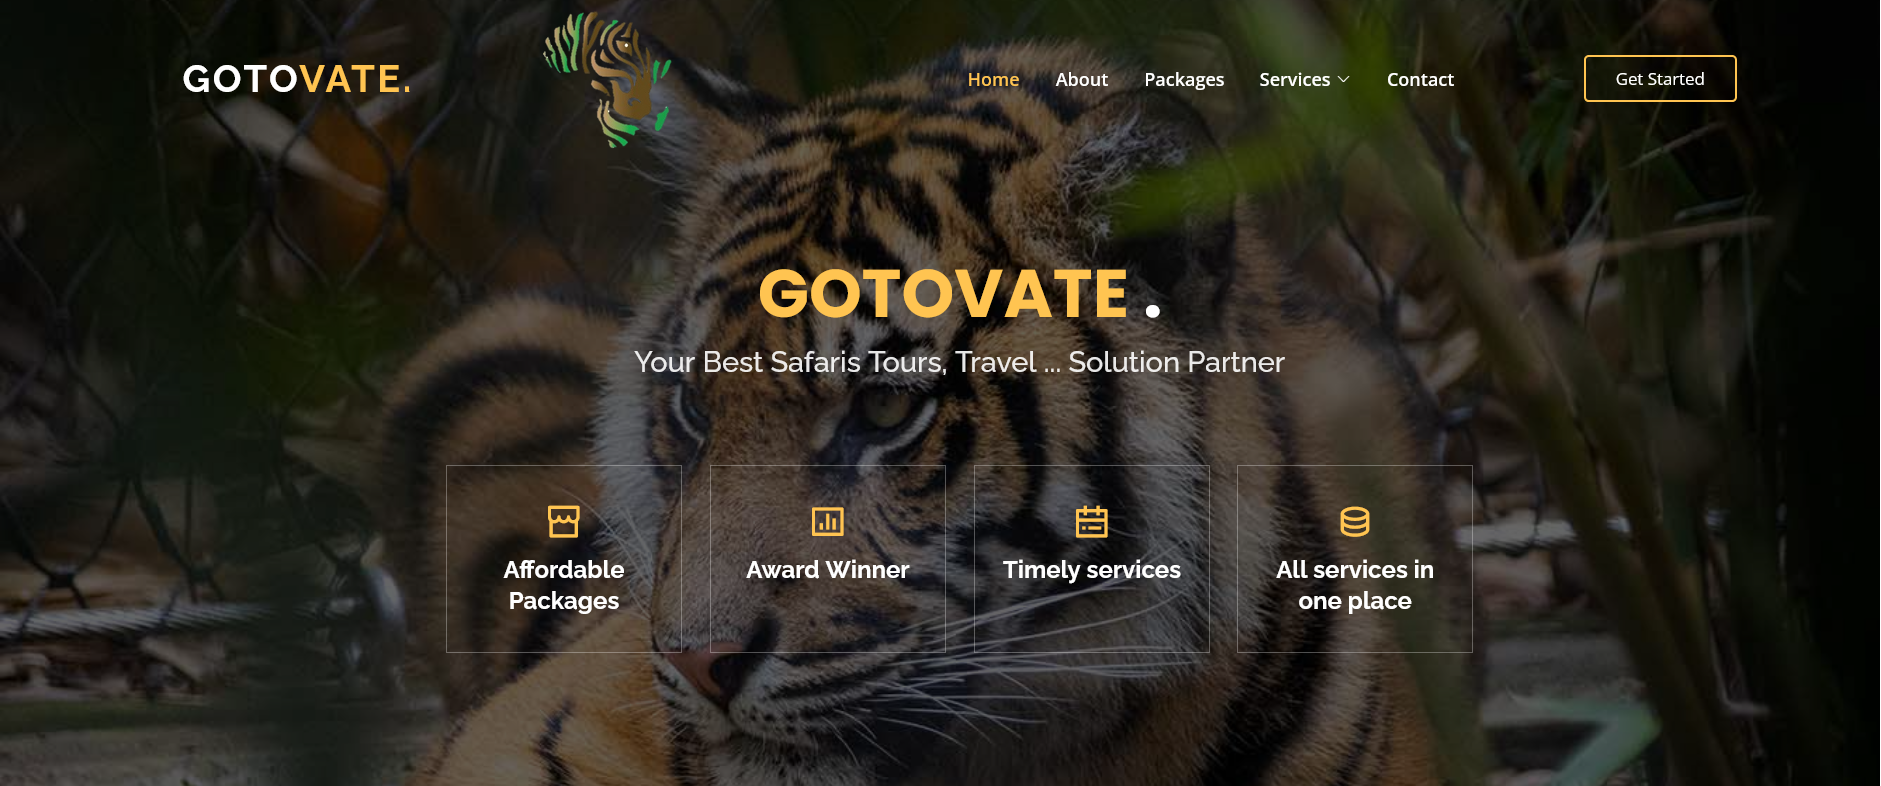 GOTOVATE.
Home About Packages Services Contact
Get Started
GOTOVATE .
Your Best Safaris Tours, Travel ... Solution Partner
Affordable
Packages
Award Winner
Timely services
All services in
one place